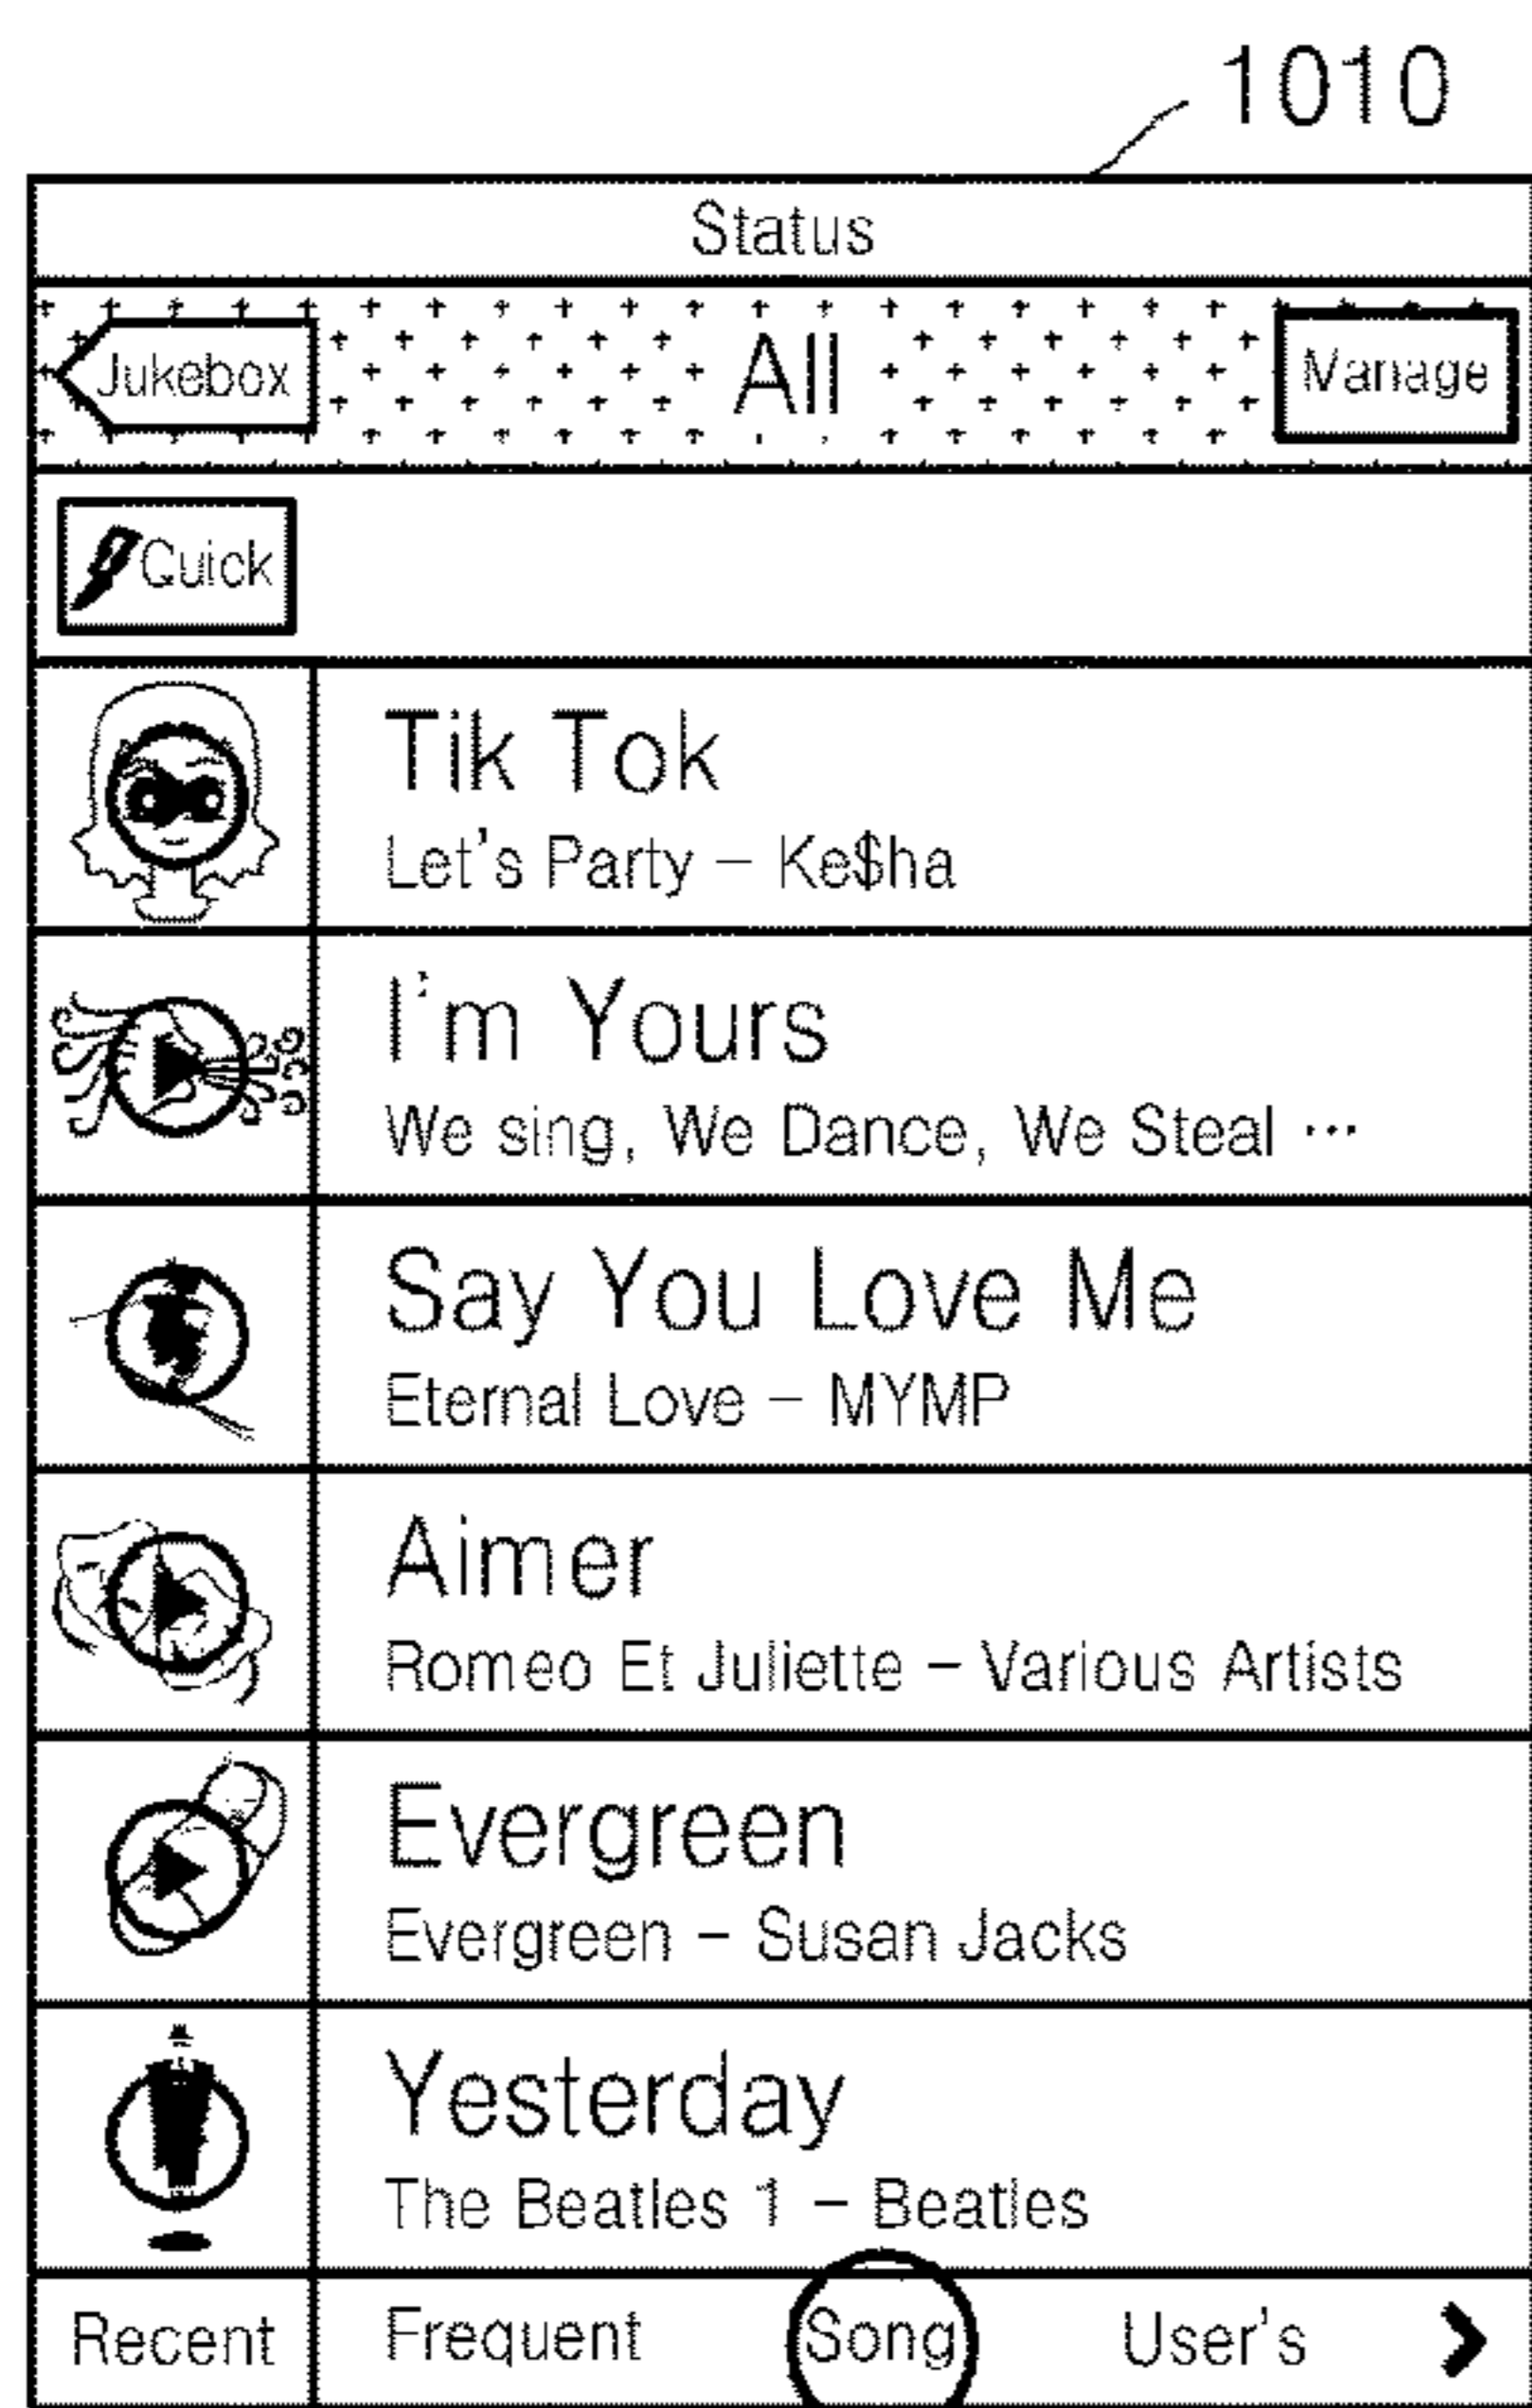 1010
Status
Jukebox All Manage
Quick
Tik Tok
Let's Party – Ke$ha
I'm Yours
We sing, We Dance, We Steal ···
Say You Love Me
Eternal Love – MYMP
Aimer
Romeo Et Juliette – Various Artists
Evergreen
Evergreen – Susan Jacks
Yesterday
The Beatles 1 – Beatles
Recent Frequent Song User's